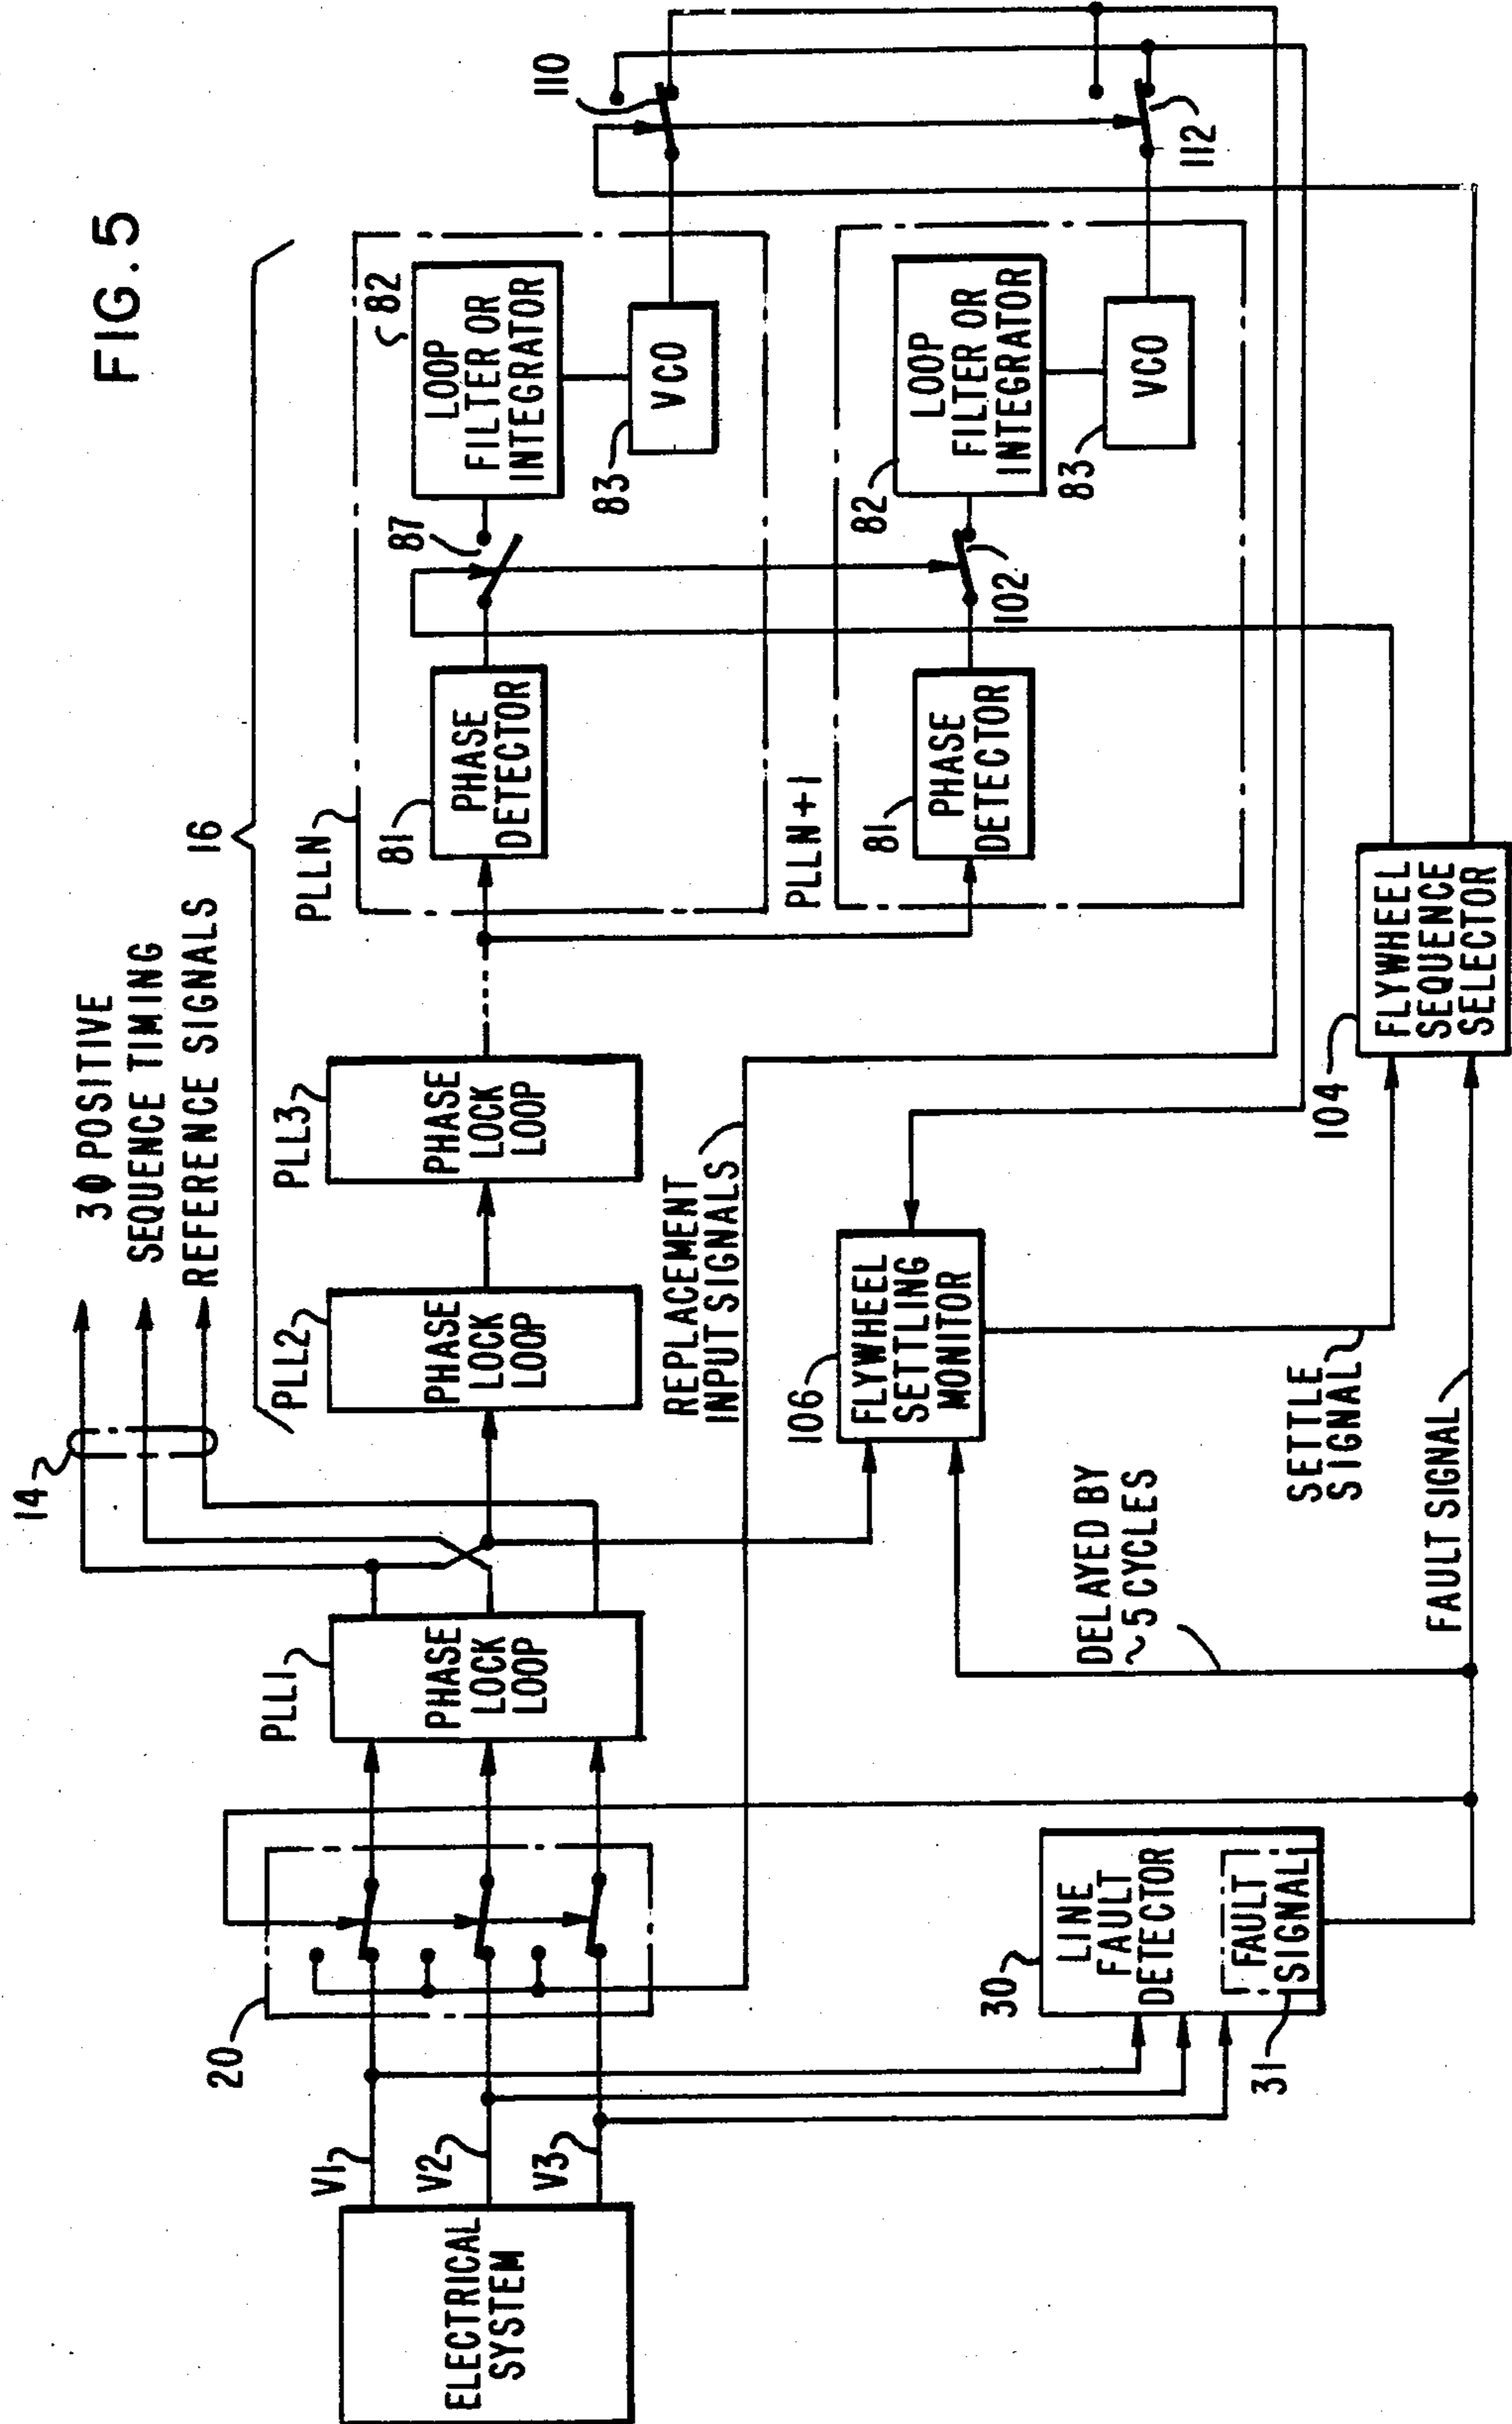 FIG. 5
3Φ POSITIVE
SEQUENCE TIMING
REFERENCE SIGNALS
14
16
ELECTRICAL
SYSTEM
V1
V2
V3
20
PLL1
PHASE
LOCK
LOOP
PLL2
PHASE
LOCK
LOOP
PLL3
PHASE
LOCK
LOOP
PLLN
81
PHASE
DETECTOR
87
82
LOOP
FILTER OR
INTEGRATOR
83
VCO
110
PLLN+1
81
PHASE
DETECTOR
102
82
LOOP
FILTER OR
INTEGRATOR
83
VCO
112
REPLACEMENT
INPUT SIGNALS
106
FLYWHEEL
SETTLING
MONITOR
104
FLYWHEEL
SEQUENCE
SELECTOR
30
LINE
FAULT
DETECTOR
FAULT
SIGNAL
31
DELAYED BY
~5 CYCLES
SETTLE
SIGNAL
FAULT SIGNAL